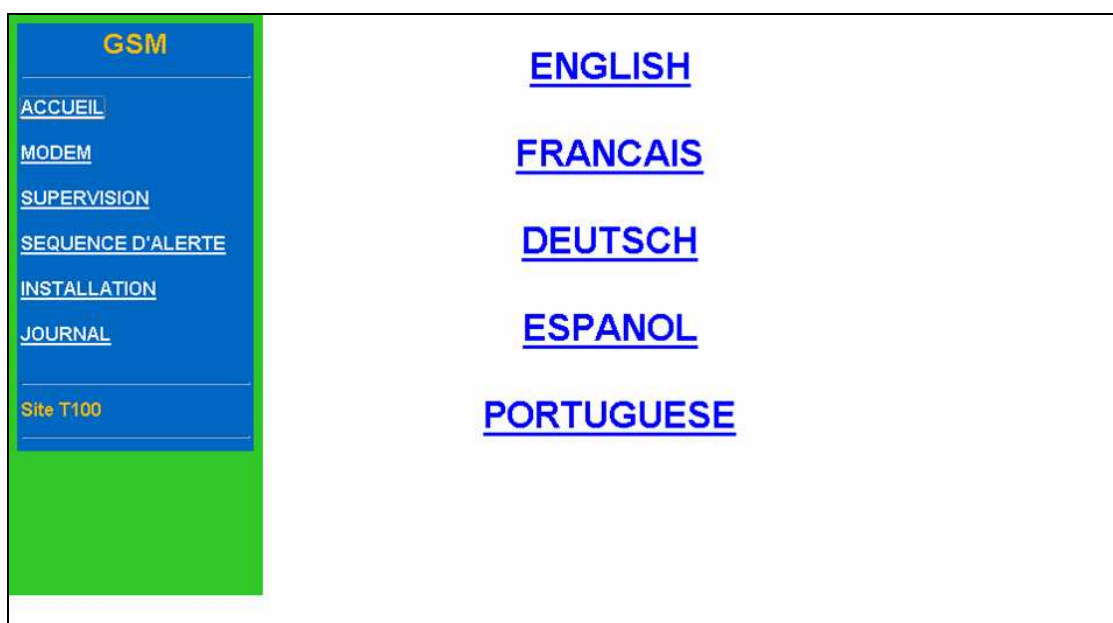 GSM
ACCUEIL
MODEM
SUPERVISION
SEQUENCE D'ALERTE
INSTALLATION
JOURNAL
Site T100
ENGLISH
FRANCAIS
DEUTSCH
ESPANOL
PORTUGUESE